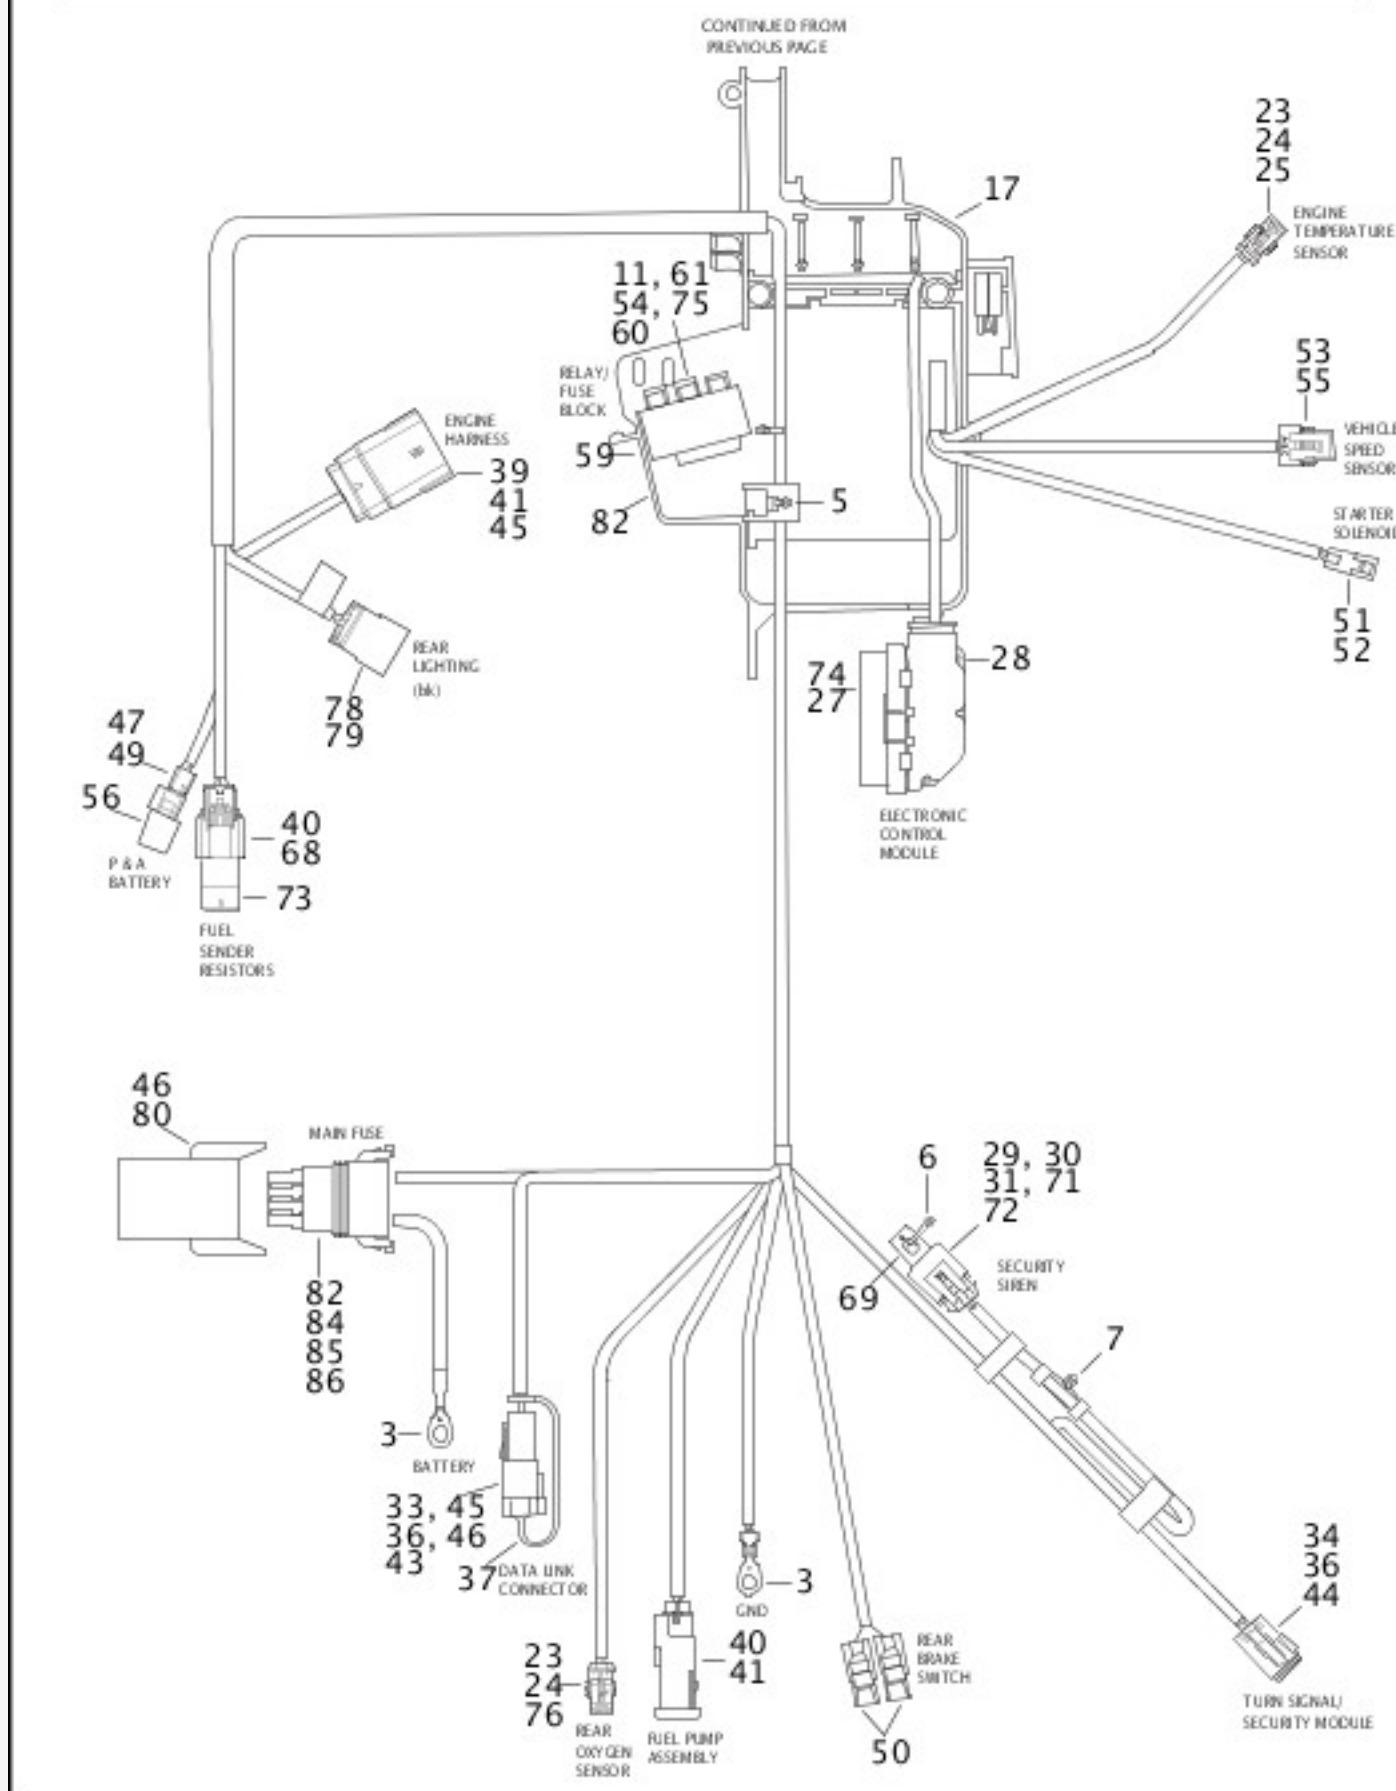 CONTINUED FROM
PREVIOUS PAGE
23
24
25
17
ENGINE
TEMPERATURE
SENSOR
11, 61
54, 75
60
RELAY/
FUSE
BLOCK
53
55
VEHICLE
SPEED
SENSOR
ENGINE
HARNESS
39
41
45
59
82
5
STARTER
SOLENOI
51
52
REAR
LIGHTING
(bk)
78
79
74
27
28
47
49
56
P & A
BATTERY
40
68
73
FUEL
SENDER
RESISTORS
ELECTRONIC
CONTROL
MODULE
46
80
MAIN FUSE
82
84
85
86
6
29, 30
31, 71
72
69
SECURITY
SIREN
7
3
BATTERY
33, 45
36, 46
43
37
DATA LINK
CONNECTOR
3
GND
34
36
44
23
24
76
REAR
OXYGEN
SENSOR
40
41
FUEL PUMP
ASSEMBLY
REAR
BRAKE
SWITCH
50
TURN SIGNAL/
SECURITY MODULE